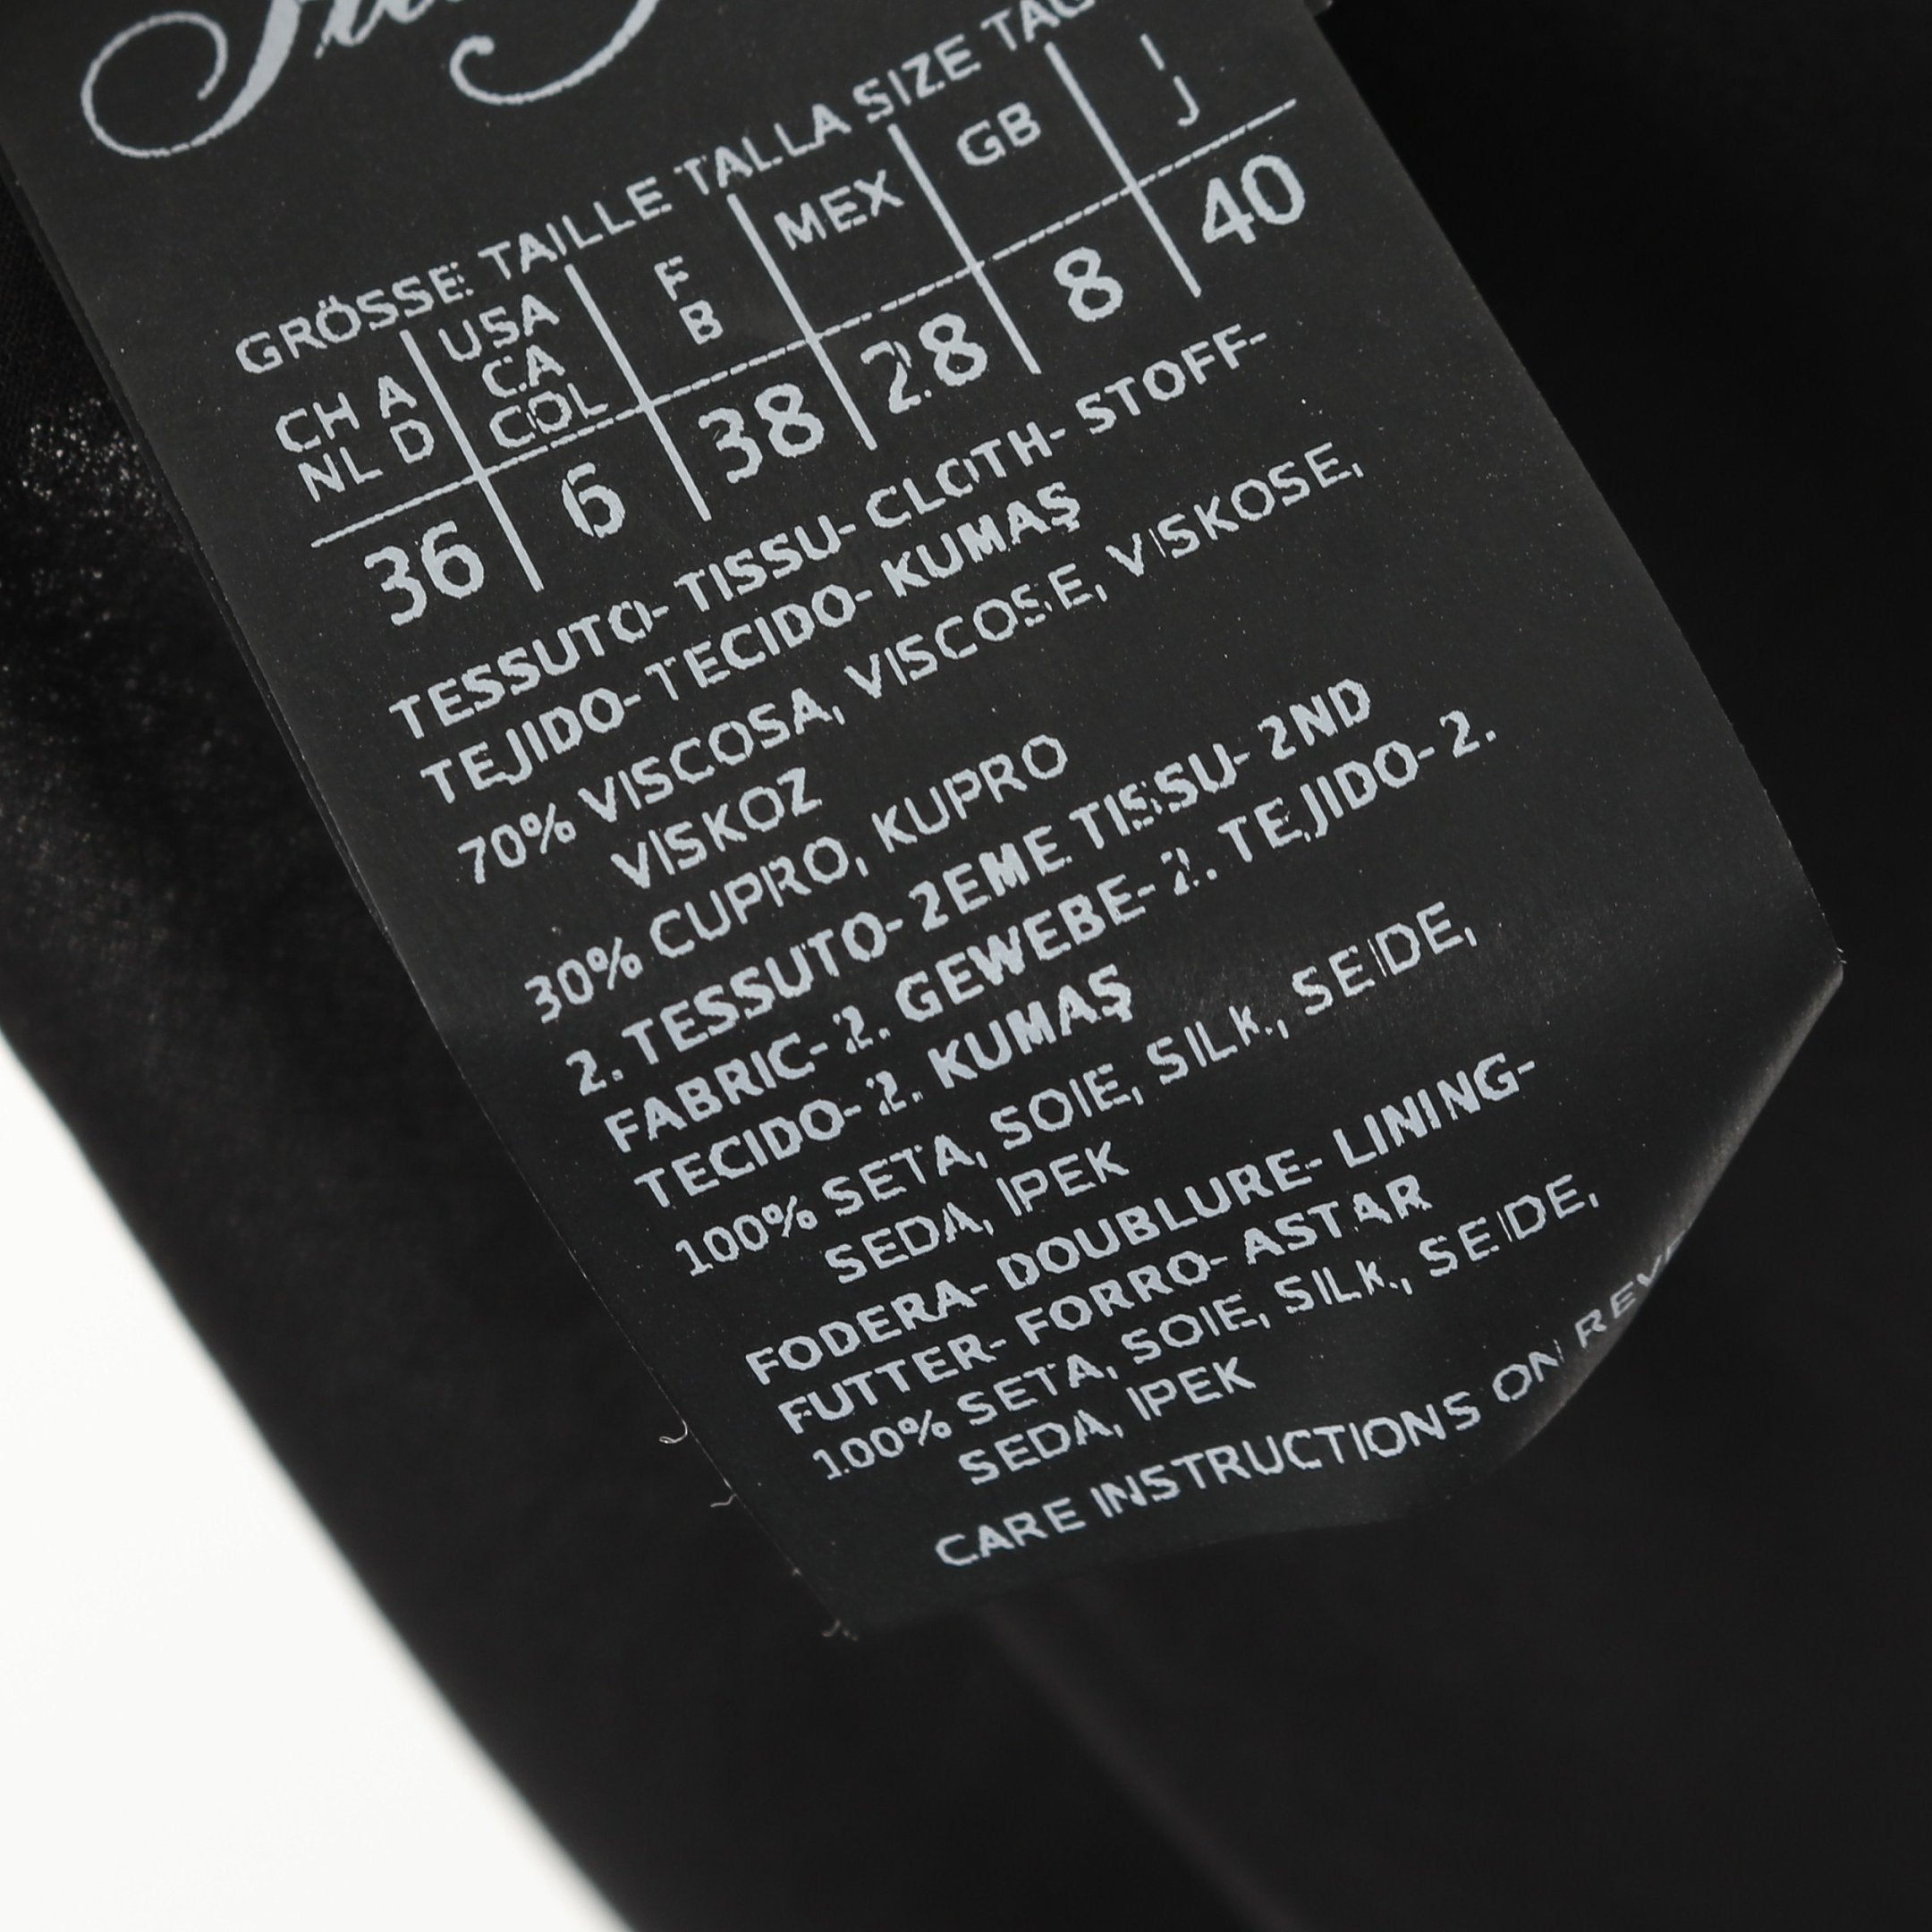 GRÖSSE TAILLE TALLA SIZE
CH A USA F MEX GB I
NL D CA B J
COL
36 6 38 28 8 40
TESSUTO- TISSU- CLOTH- STOFF-
TEJIDO- TECIDO- KUMAŞ
70% VISCOSA, VISCOSE, VISKOSE,
VISKOZ
30% CUPRO, KUPRO
2. TESSUTO- 2EME TISSU- 2ND
FABRIC- 2. GEWEBE- 2. TEJIDO- 2.
TECIDO- 2. KUMAŞ
100% SETA, SOIE, SILK., SEIDE,
SEDA, IPEK
FODERA- DOUBLURE- LINING-
FUTTER- FORRO- ASTAR
100% SETA, SOIE, SILK., SEIDE,
SEDA, IPEK
CARE INSTRUCTIONS ON